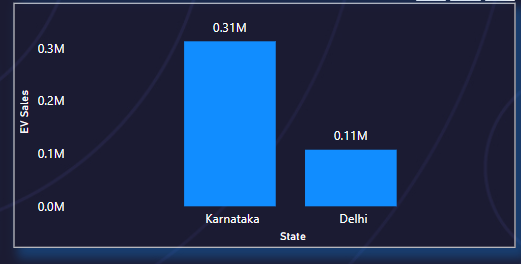 0.31M
0.3M
0.2M
0.11M
0.1M
0.0M
EV Sales
Karnataka
Delhi
State